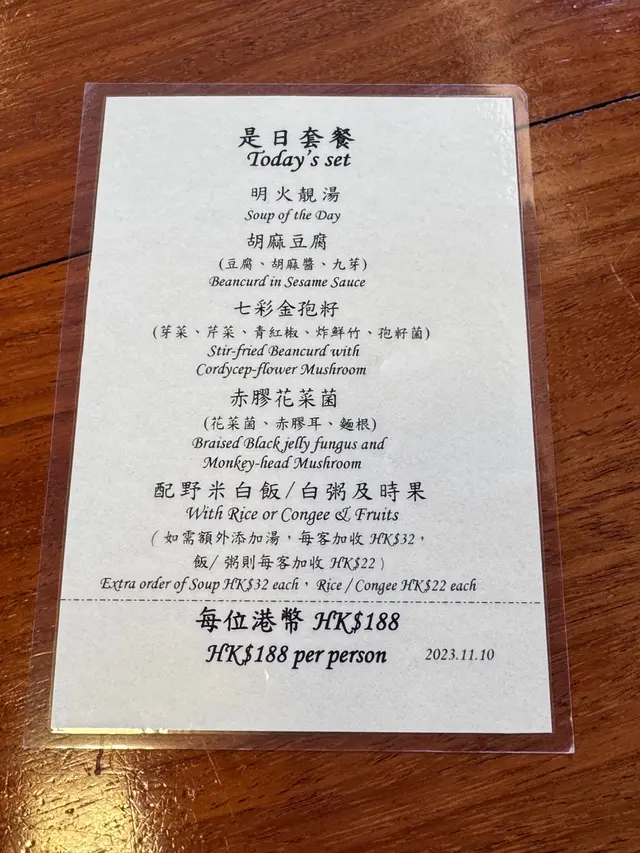 是日套餐
Today's set
明火靚湯
Soup of the Day
胡麻豆腐
(豆腐、胡麻醬、九芽)
Beancurd in Sesame Sauce
七彩金孢籽
(芽菜、芹菜、青紅椒、炸鮮竹、孢籽菌)
Stir-fried Beancurd with
Cordycep-flower Mushroom
赤膠花菜菌
(花菜菌、赤膠耳、麵根)
Braised Black jelly fungus and
Monkey-head Mushroom
配野米白飯/白粥及時果
With Rice or Congee & Fruits
(如需額外添加湯，每客加收 HK$32，
飯/ 粥則每客加收 HK$22)
Extra order of Soup HK$32 each，Rice / Congee HK$22 each
每位港幣 HK$188
HK$188 per person 2023.11.10